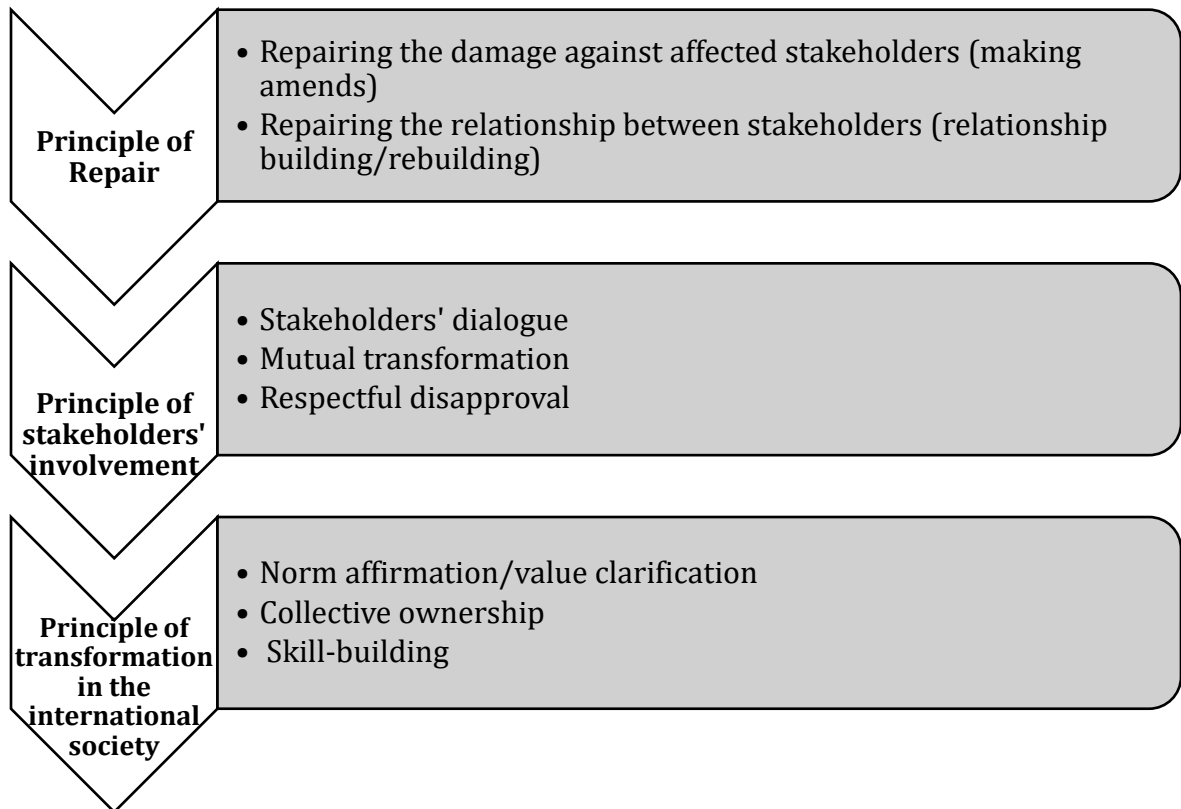 Principle of
Repair
• Repairing the damage against affected stakeholders (making
amends)
• Repairing the relationship between stakeholders (relationship
building/rebuilding)
Principle of
stakeholders'
involvement
• Stakeholders' dialogue
• Mutual transformation
• Respectful disapproval
Principle of
transformation
in the
international
society
• Norm affirmation/value clarification
• Collective ownership
• Skill-building